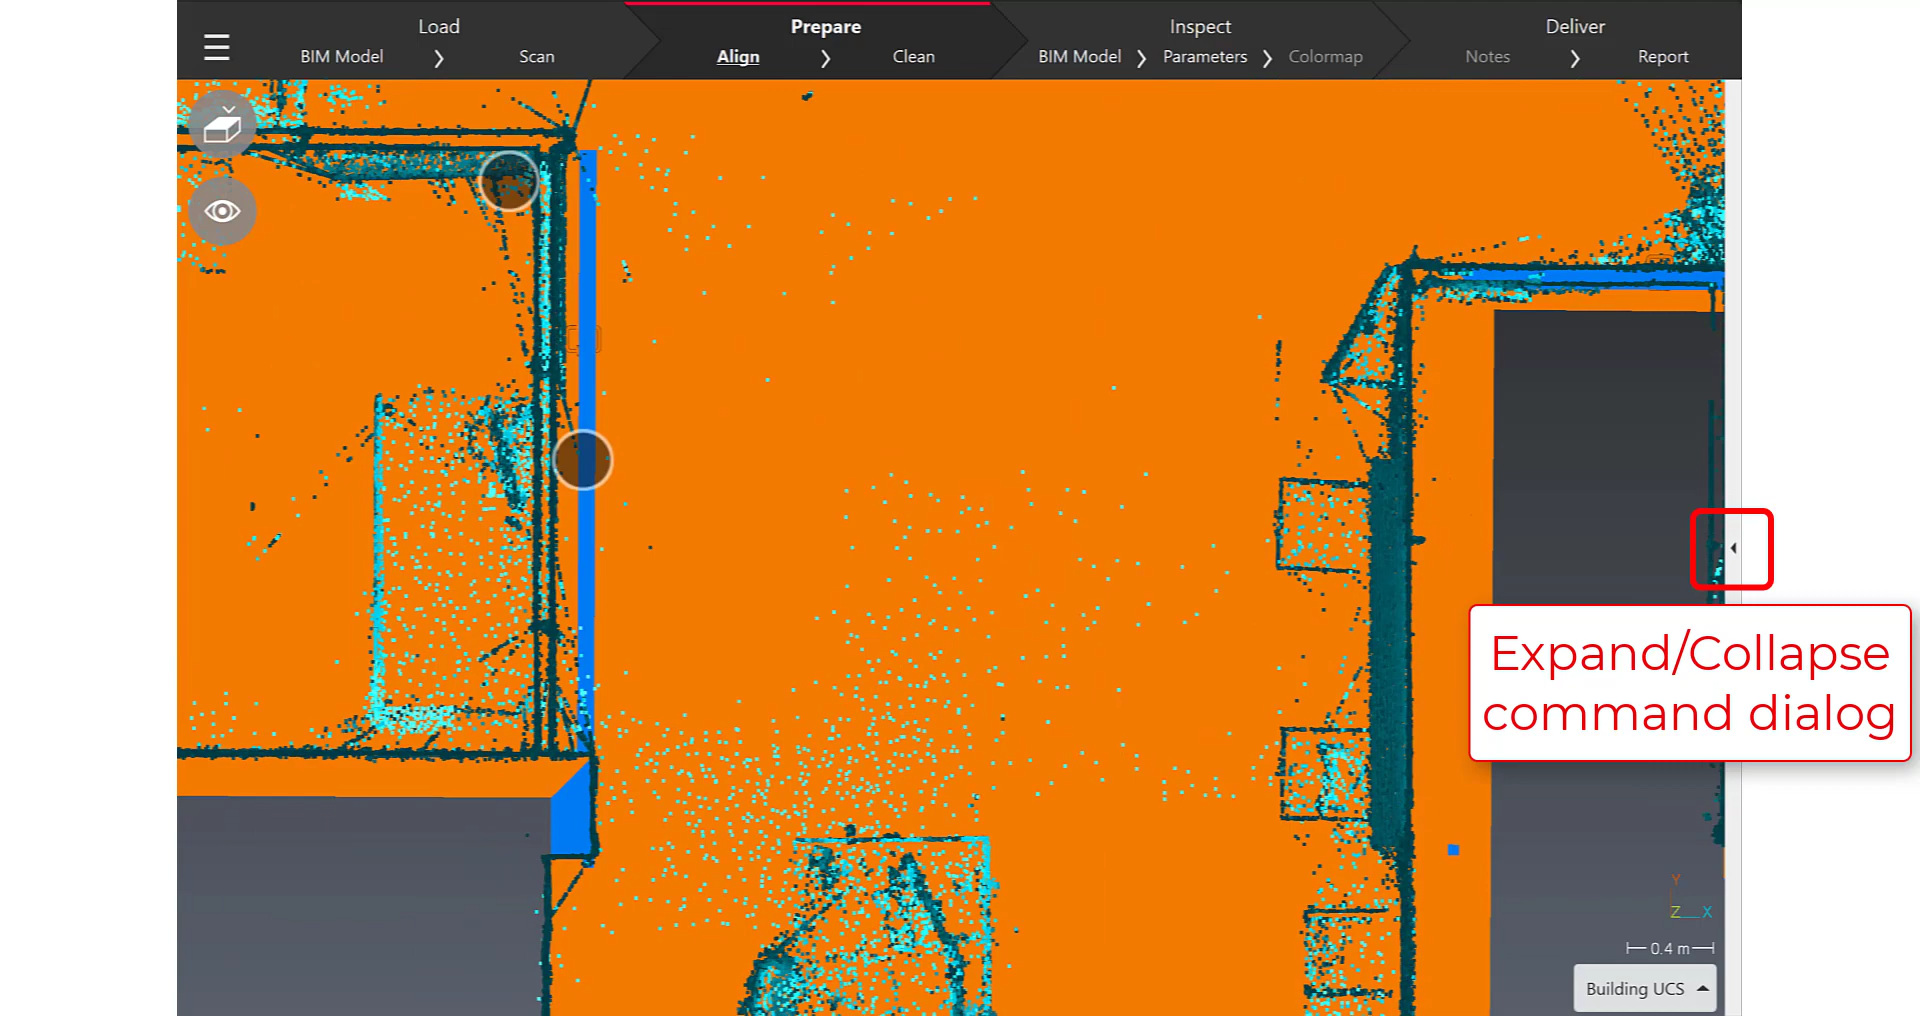 Load
BIM Model
Scan
Prepare
Align
Clean
Inspect
BIM Model
Parameters
Colormap
Deliver
Notes
Report
Expand/Collapse
command dialog
Y
Z
X
0.4 m
Building UCS